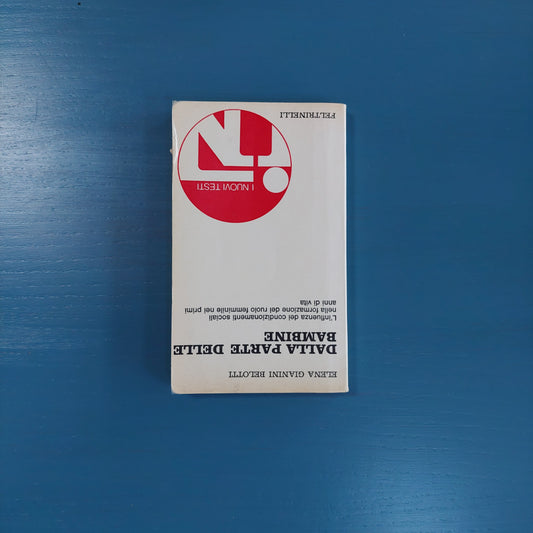 ELENA GIANINI BELOTTI
DALLA PARTE DELLE
BAMBINE
L'influenza dei condizionamenti sociali
nella formazione del ruolo femminile nei primi
anni di vita
I NUOVI TESTI
FELTRINELLI